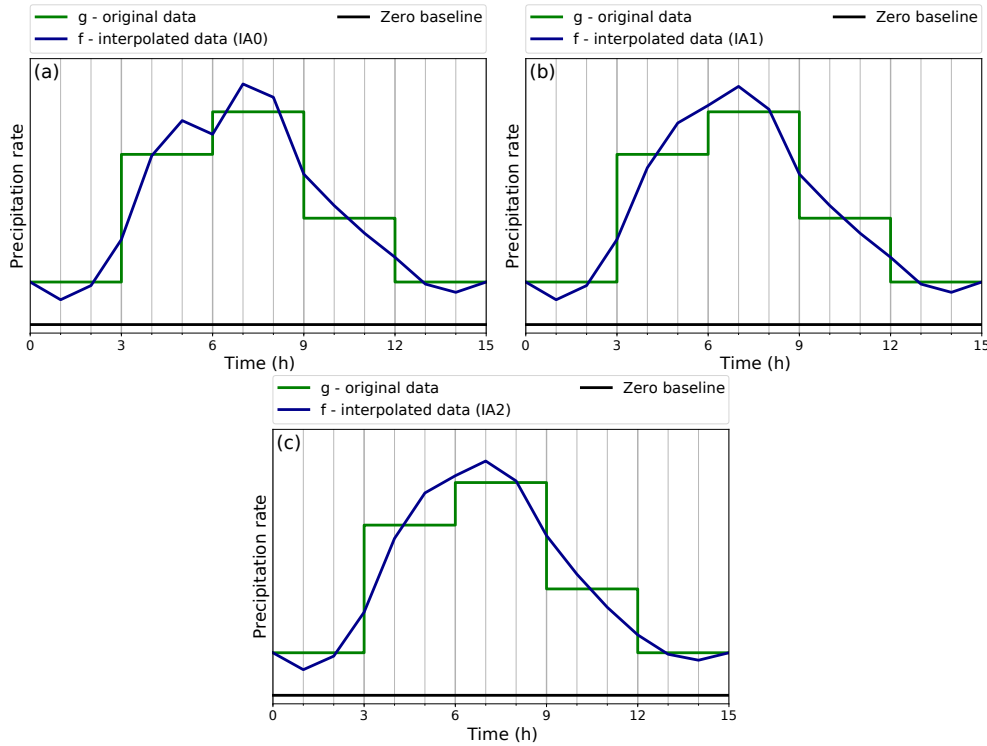 g - original data
f - interpolated data (IA0)
Zero baseline
(a)
Precipitation rate
0 3 6 9 12 15
Time (h)
g - original data
f - interpolated data (IA1)
Zero baseline
(b)
Precipitation rate
0 3 6 9 12 15
Time (h)
g - original data
f - interpolated data (IA2)
Zero baseline
(c)
Precipitation rate
0 3 6 9 12 15
Time (h)